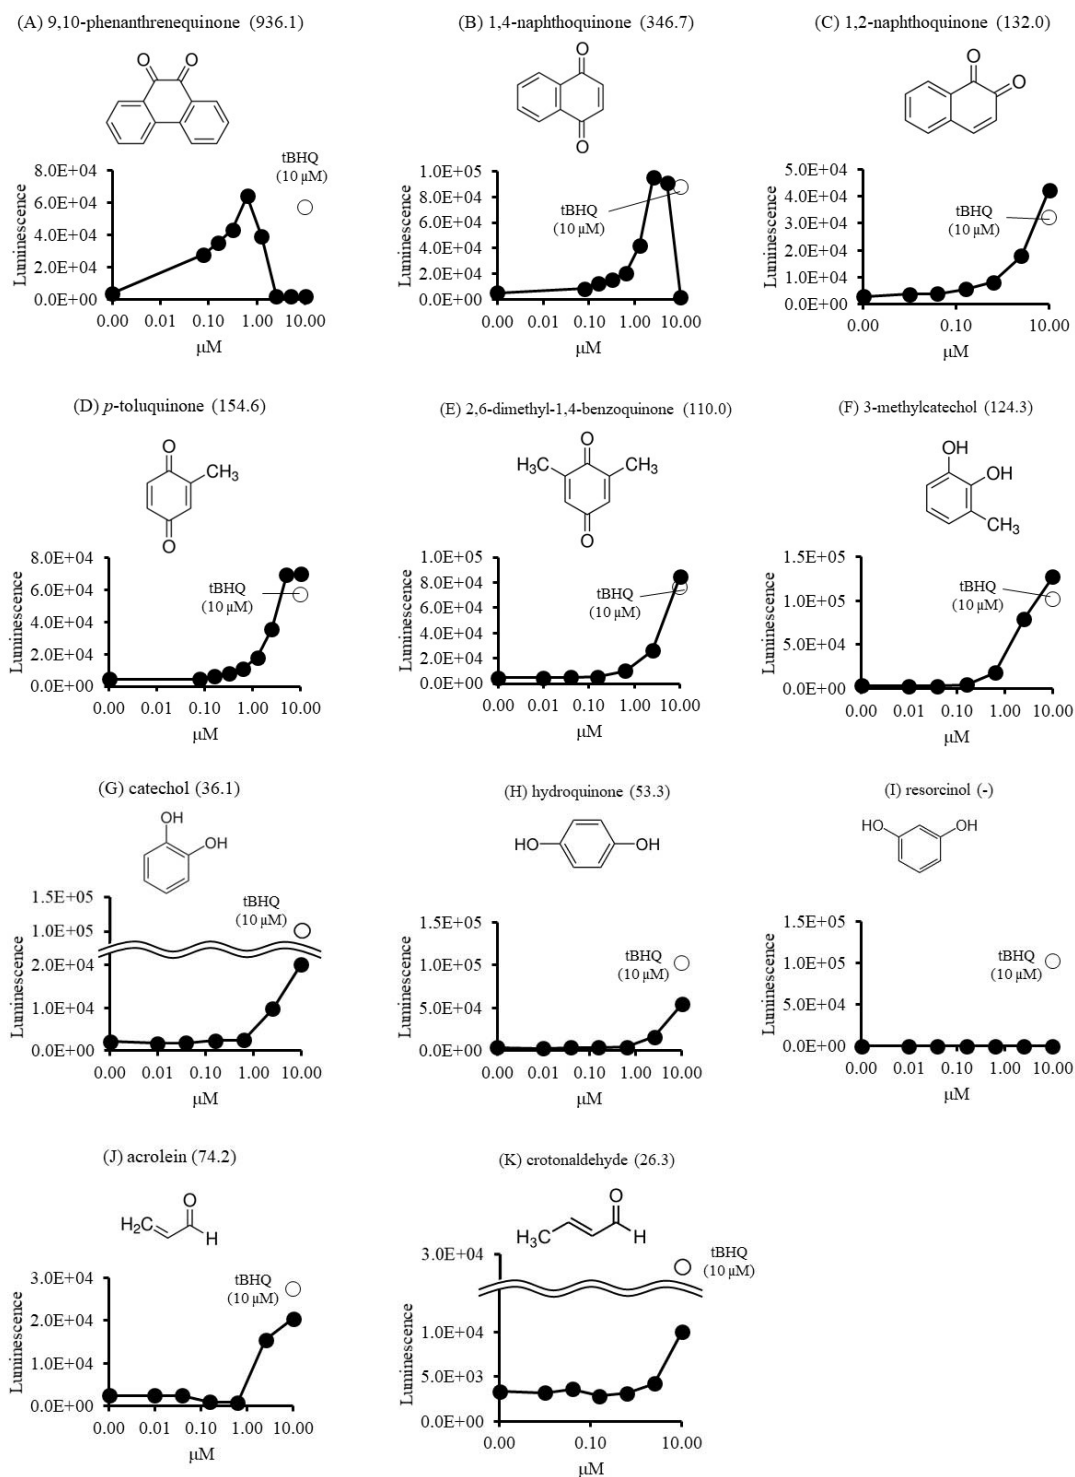 (A) 9,10-phenanthrenequinone (936.1)
O O
tBHQ
(10 μM)
Luminescence
8.0E+04
6.0E+04
4.0E+04
2.0E+04
0.0E+00
0.00 0.01 0.10 1.00 10.00
μM
(B) 1,4-naphthoquinone (346.7)
O
O
Luminescence
1.0E+05
8.0E+04
6.0E+04
4.0E+04
2.0E+04
0.0E+00
tBHQ
(10 μM)
0.00 0.01 0.10 1.00 10.00
μM
(C) 1,2-naphthoquinone (132.0)
O
O
Luminescence
5.0E+04
4.0E+04
3.0E+04
2.0E+04
1.0E+04
0.0E+00
tBHQ
(10 μM)
0.00 0.10 10.00
μM
(D) p-toluquinone (154.6)
O
CH3
O
Luminescence
8.0E+04
6.0E+04
4.0E+04
2.0E+04
0.0E+00
tBHQ
(10 μM)
0.00 0.01 0.10 1.00 10.00
μM
(E) 2,6-dimethyl-1,4-benzoquinone (110.0)
O
H3C CH3
O
Luminescence
1.0E+05
8.0E+04
6.0E+04
4.0E+04
2.0E+04
0.0E+00
tBHQ
(10 μM)
0.00 0.01 0.10 1.00 10.00
μM
(F) 3-methylcatechol (124.3)
OH
OH
CH3
Luminescence
1.5E+05
1.0E+05
5.0E+04
0.0E+00
tBHQ
(10 μM)
0.00 0.01 0.10 1.00 10.00
μM
(G) catechol (36.1)
OH
OH
Luminescence
1.5E+05
1.0E+05
2.0E+04
1.0E+04
0.0E+00
tBHQ
(10 μM)
0.00 0.01 0.10 1.00 10.00
μM
(H) hydroquinone (53.3)
HO OH
Luminescence
1.5E+05
1.0E+05
5.0E+04
0.0E+00
tBHQ
(10 μM)
0.00 0.01 0.10 1.00 10.00
μM
(I) resorcinol (-)
HO OH
Luminescence
1.5E+05
1.0E+05
5.0E+04
0.0E+00
tBHQ
(10 μM)
0.00 0.01 0.10 1.00 10.00
μM
(J) acrolein (74.2)
O
H2C H
Luminescence
3.0E+04
2.0E+04
1.0E+04
0.0E+00
tBHQ
(10 μM)
0.00 0.01 0.10 1.00 10.00
μM
(K) crotonaldehyde (26.3)
O
H3C H
Luminescence
3.0E+04
1.0E+04
5.0E+03
0.0E+00
tBHQ
(10 μM)
0.00 0.10 10.00
μM